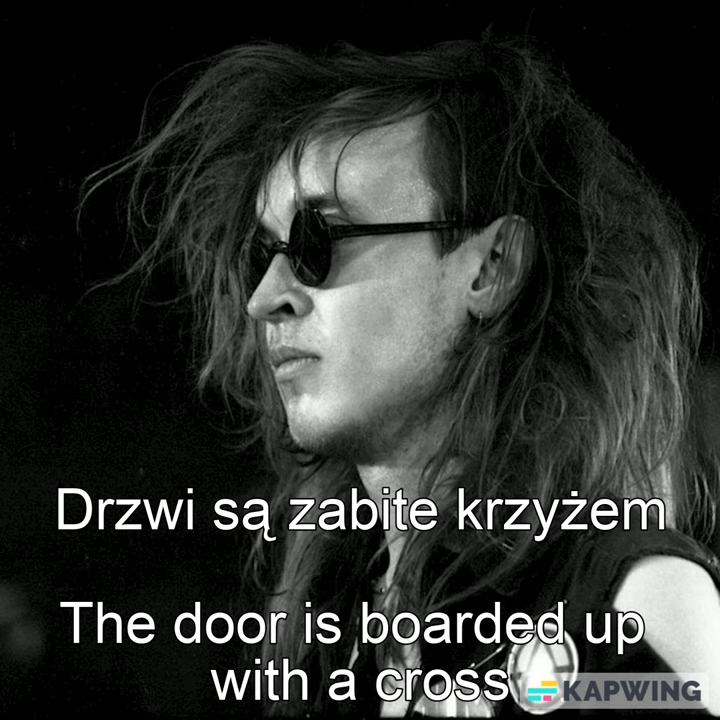 Drzwi są zabite krzyżem
The door is boarded up
with a cross
KAPWING